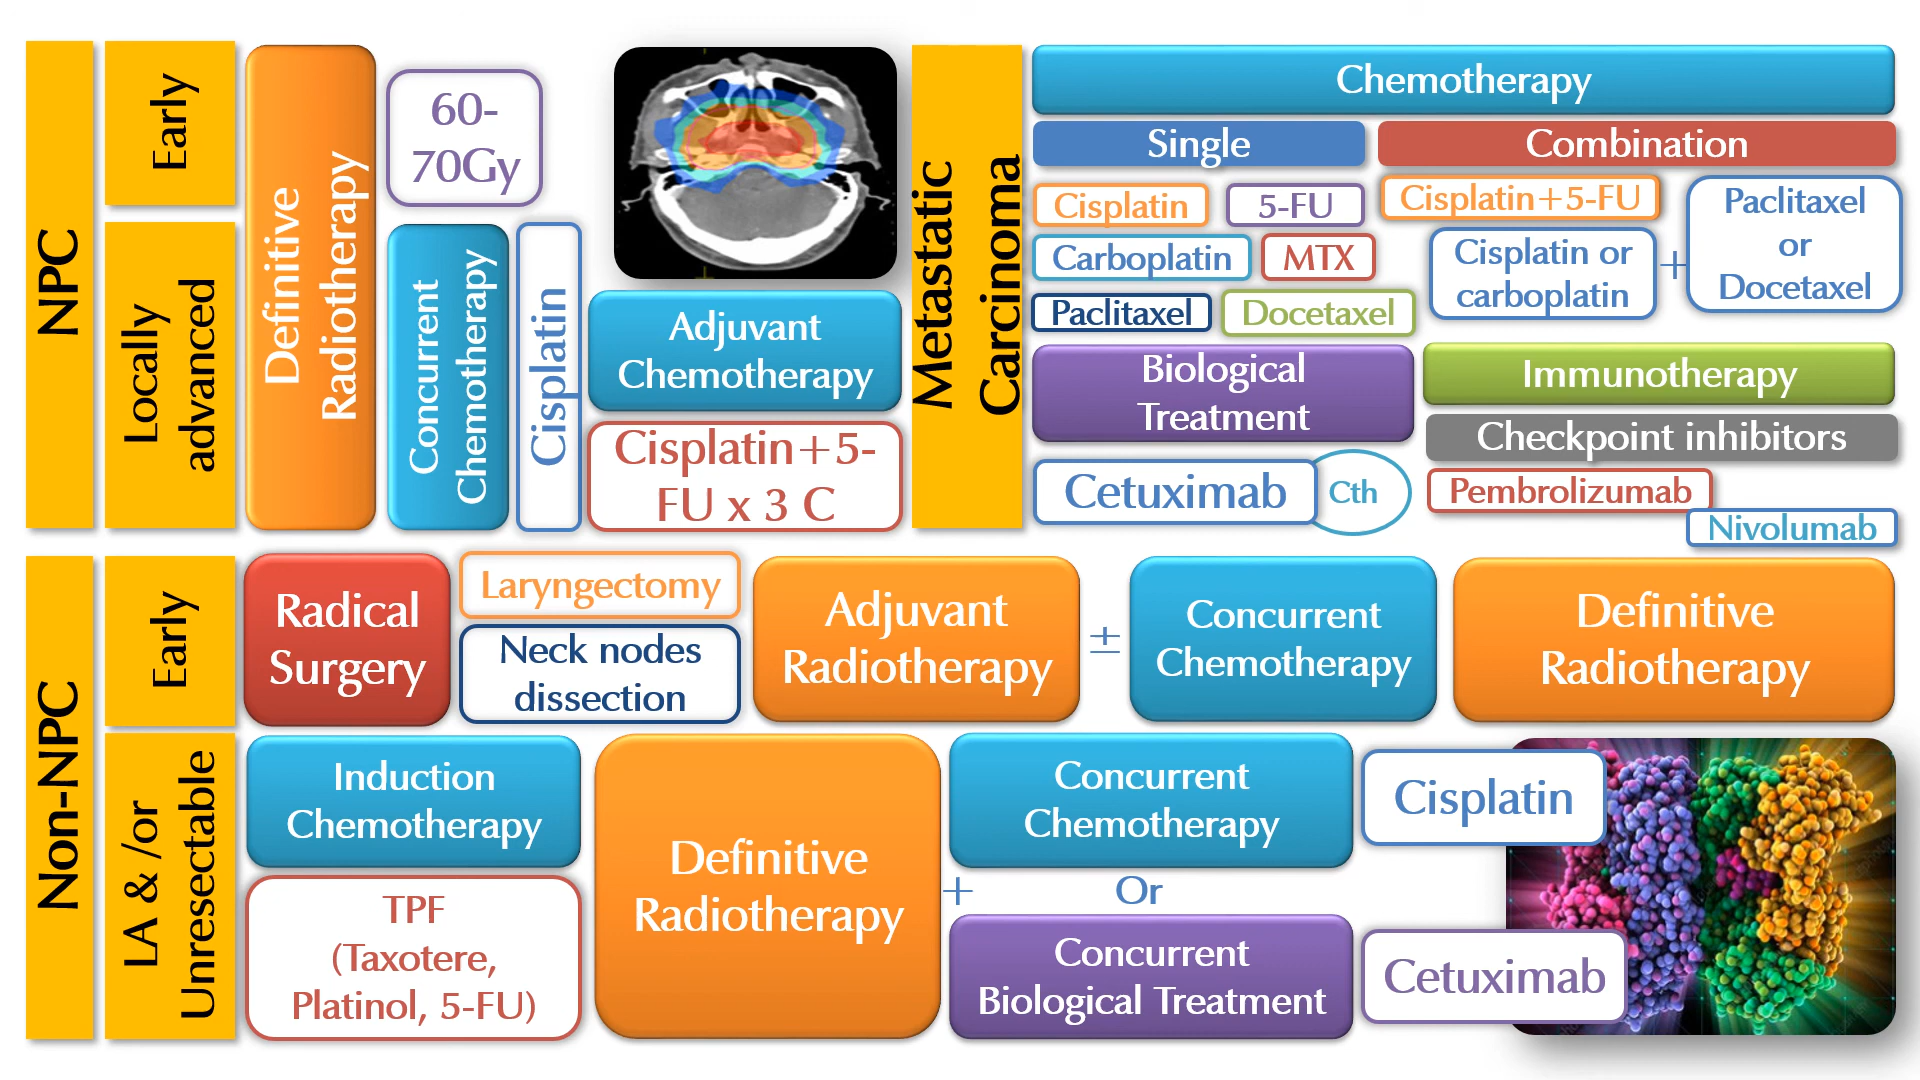 NPC
Early
Locally
advanced
Definitive
Radiotherapy
60-
70Gy
Concurrent
Chemotherapy
Cisplatin
Adjuvant
Chemotherapy
Cisplatin+5-
FU x 3 C
Metastatic
Carcinoma
Chemotherapy
Single
Combination
Cisplatin
5-FU
Carboplatin
MTX
Paclitaxel
Docetaxel
Cisplatin+5-FU
Cisplatin or
carboplatin
+
Paclitaxel
or
Docetaxel
Biological
Treatment
Cetuximab
Cth
Immunotherapy
Checkpoint inhibitors
Pembrolizumab
Nivolumab
Non-NPC
Early
Radical
Surgery
Laryngectomy
Neck nodes
dissection
Adjuvant
Radiotherapy
±
Concurrent
Chemotherapy
Definitive
Radiotherapy
LA & /or
Unresectable
Induction
Chemotherapy
TPF
(Taxotere,
Platinol, 5-FU)
Definitive
Radiotherapy
+
Concurrent
Chemotherapy
Or
Concurrent
Biological Treatment
Cisplatin
Cetuximab